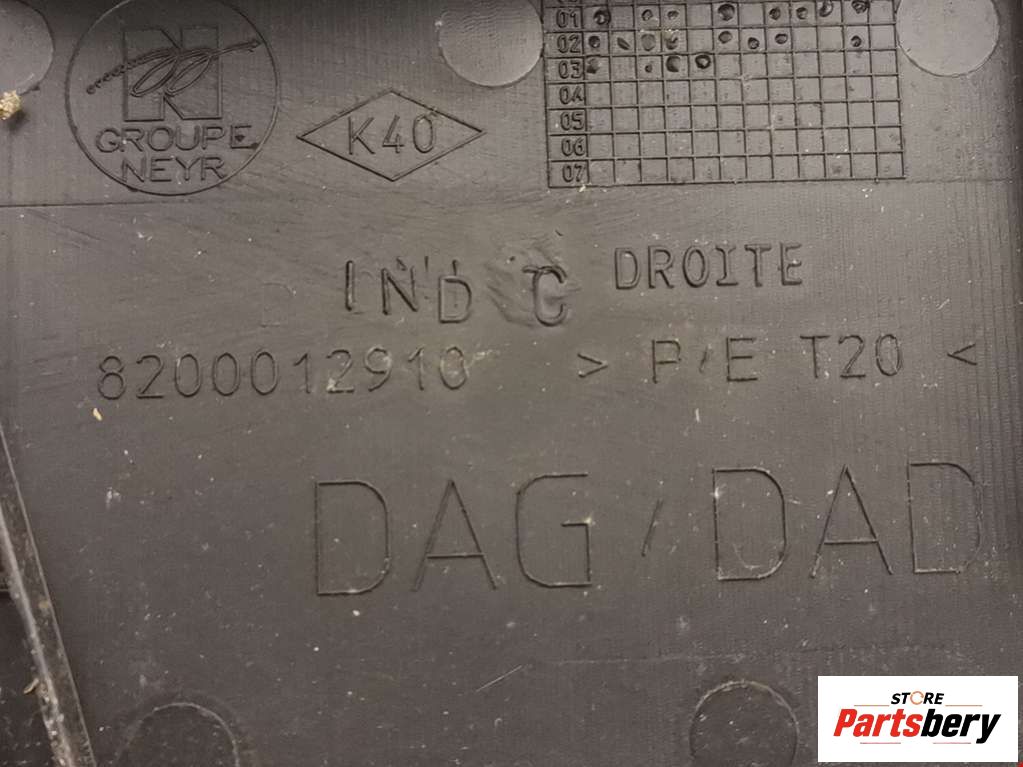 GROUPE
NEYR
K40
01
02
03
04
05
06
07
IND C DROITE
8200012910 > P/E T20 <
DAG / DAD
STORE
Partsbery